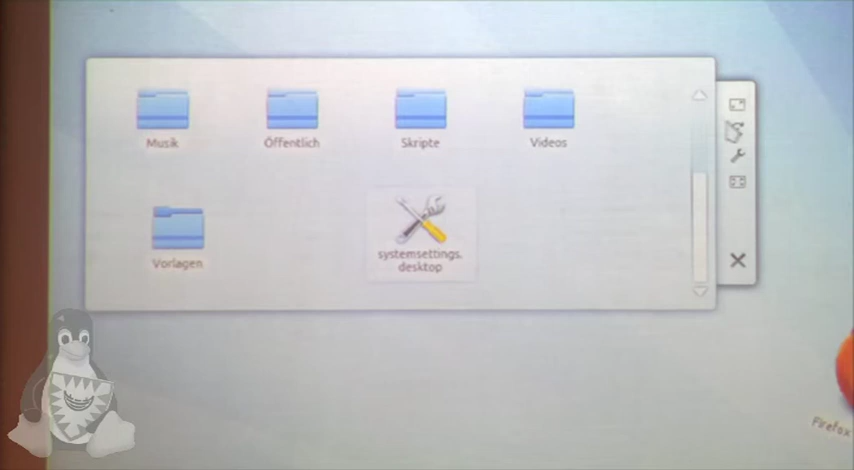 Musik
Öffentlich
Skripte
Videos
Vorlagen
systemsettings.
desktop
Firefox